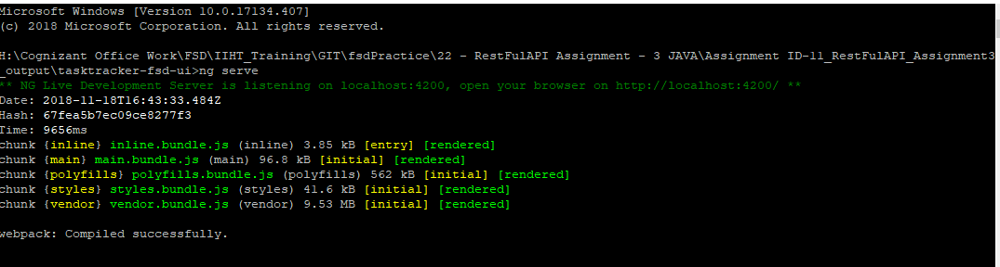 Microsoft Windows [Version 10.0.17134.407]
(c) 2018 Microsoft Corporation. All rights reserved.
H:\Cognizant Office Work\FSD\IIHT_Training\GIT\fsdPractice\22 - RestFulAPI Assignment - 3 JAVA\Assignment ID-11_RestFulAPI_Assignment3
_output\tasktracker-fsd-ui>ng serve
** NG Live Development Server is listening on localhost:4200, open your browser on http://localhost:4200/ **
Date: 2018-11-18T16:43:33.484Z
Hash: 67fea5b7ec09ce8277f3
Time: 9656ms
chunk {inline} inline.bundle.js (inline) 3.85 kB [entry] [rendered]
chunk {main} main.bundle.js (main) 96.8 kB [initial] [rendered]
chunk {polyfills} polyfills.bundle.js (polyfills) 562 kB [initial] [rendered]
chunk {styles} styles.bundle.js (styles) 41.6 kB [initial] [rendered]
chunk {vendor} vendor.bundle.js (vendor) 9.53 MB [initial] [rendered]
webpack: Compiled successfully.